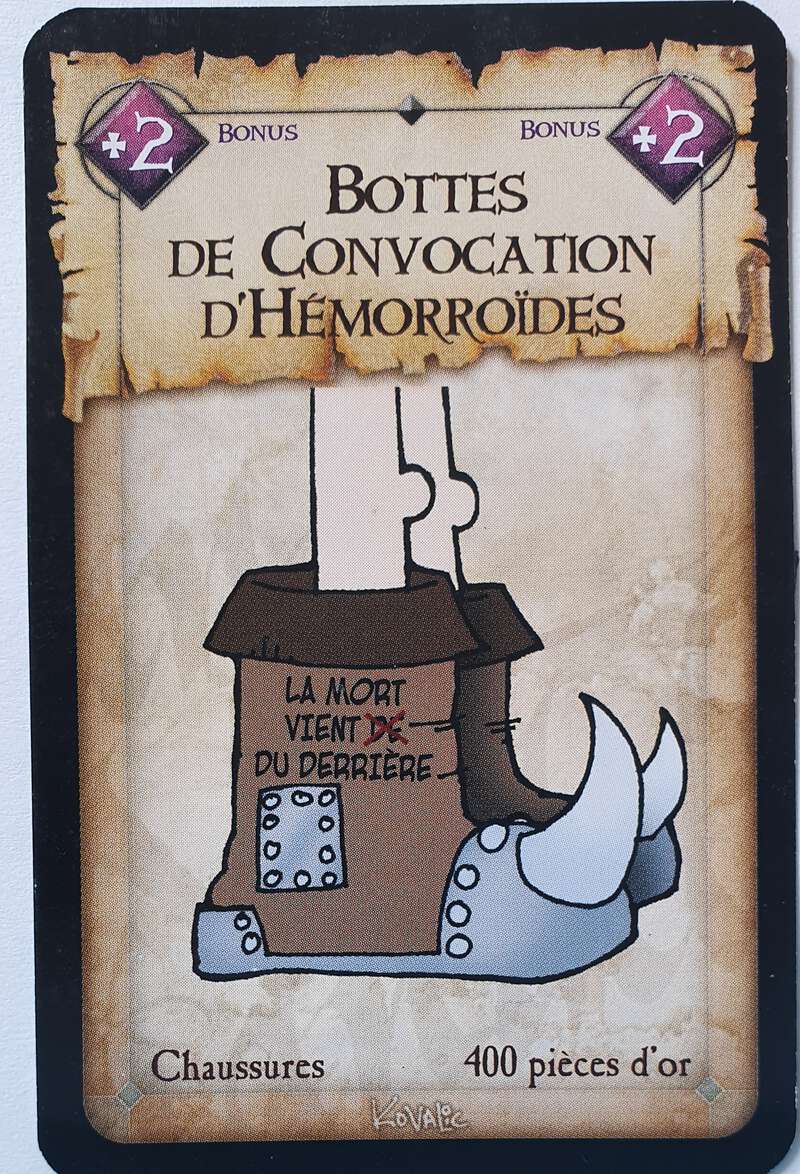 +2 BONUS BONUS +2
BOTTES
DE CONVOCATION
D'HÉMORROÏDES
LA MORT
VIENT DE
DU DERRIÈRE
Chaussures 400 pièces d'or
KOVALIC